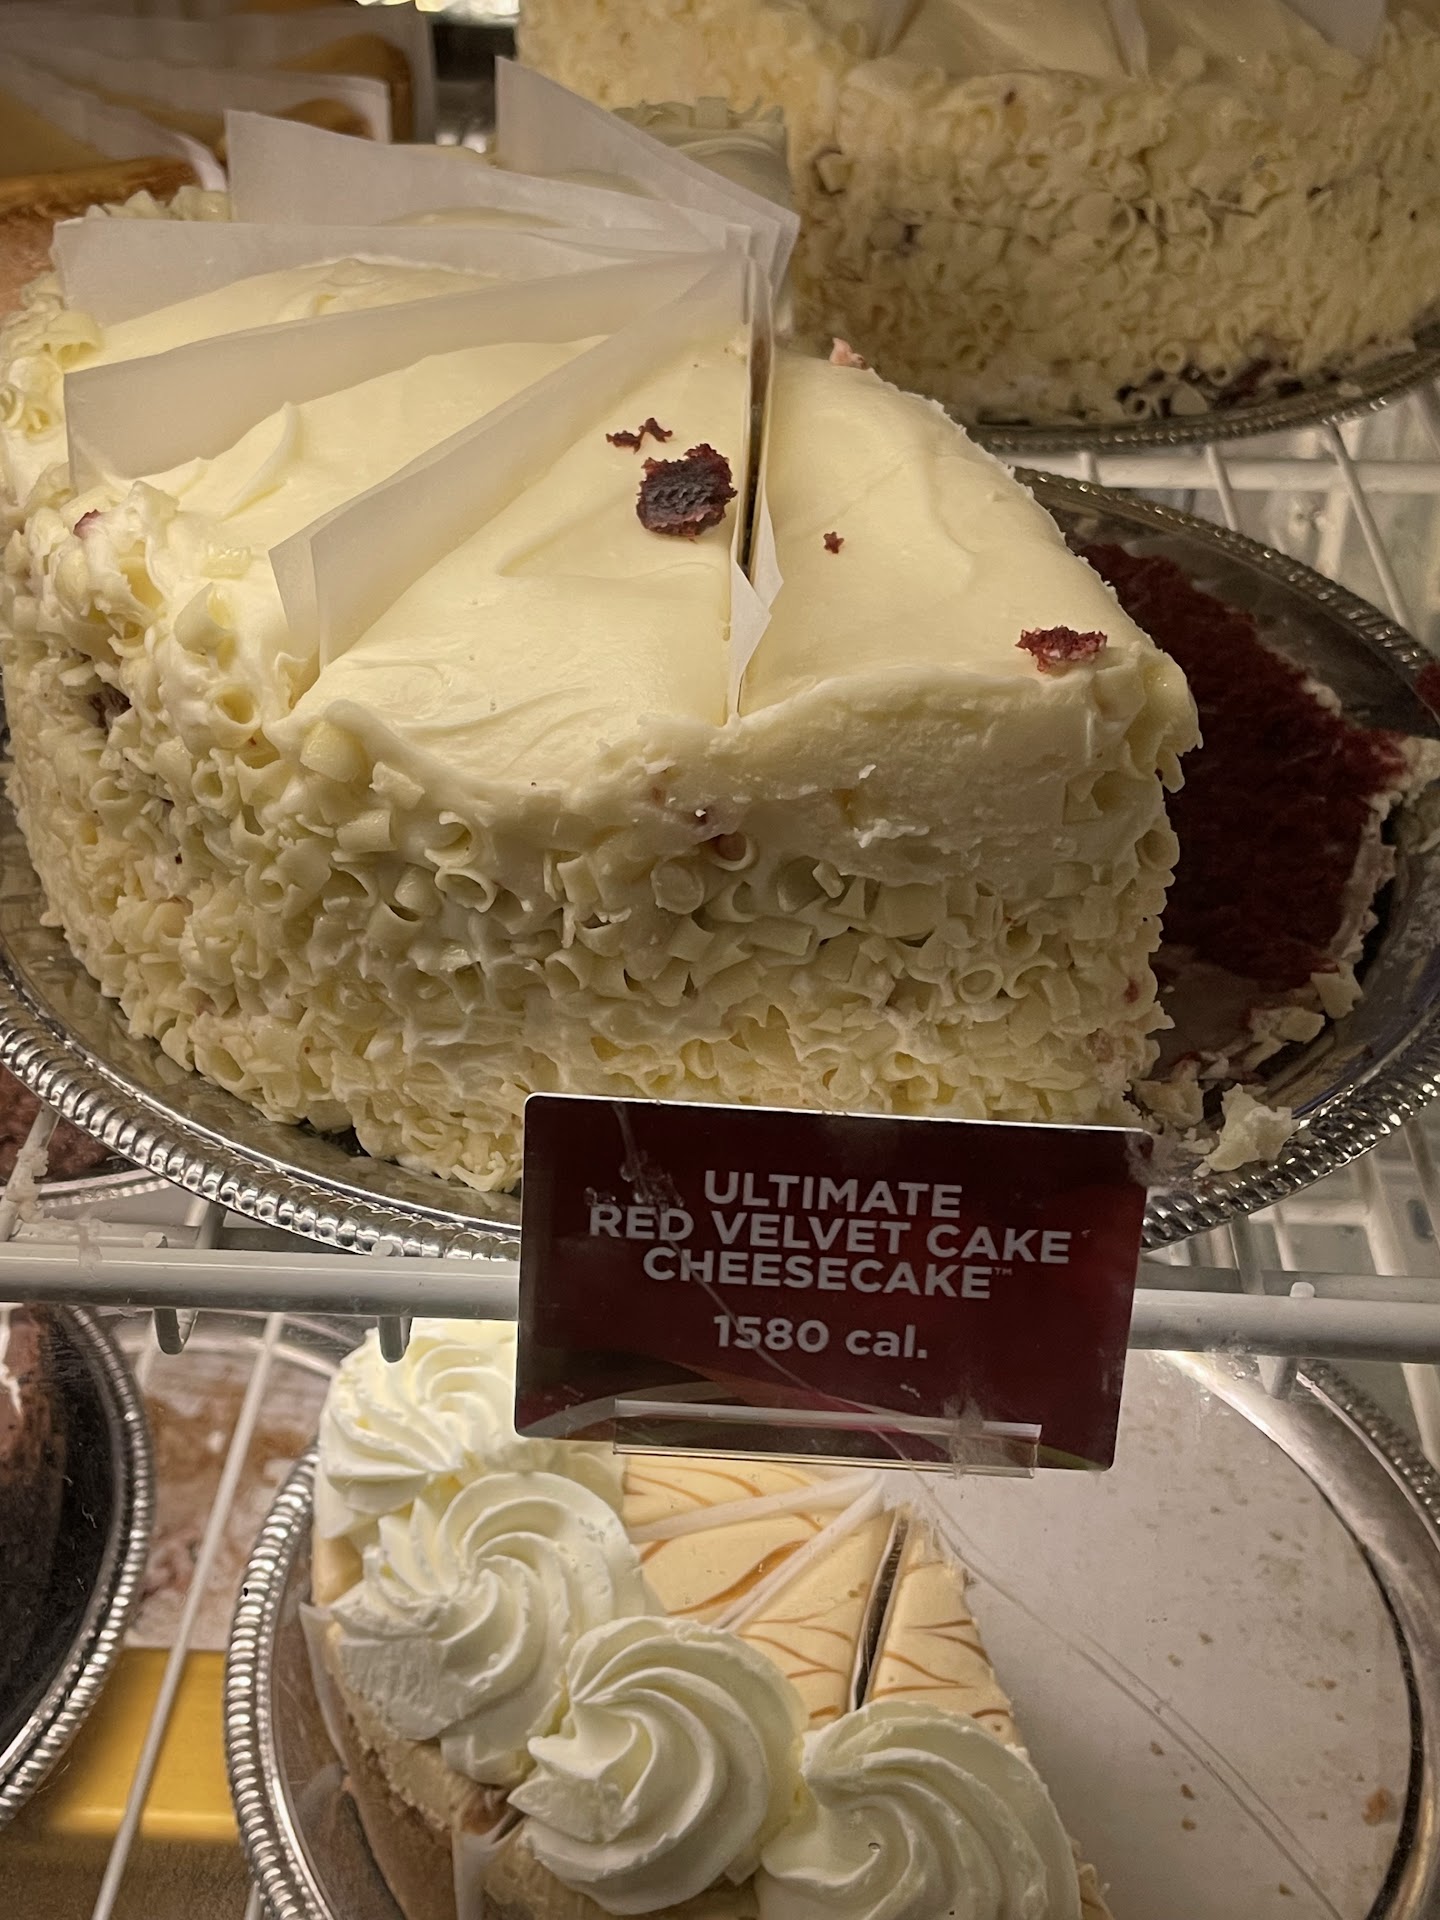 ULTIMATE
RED VELVET CAKE
CHEESECAKE™
1580 cal.